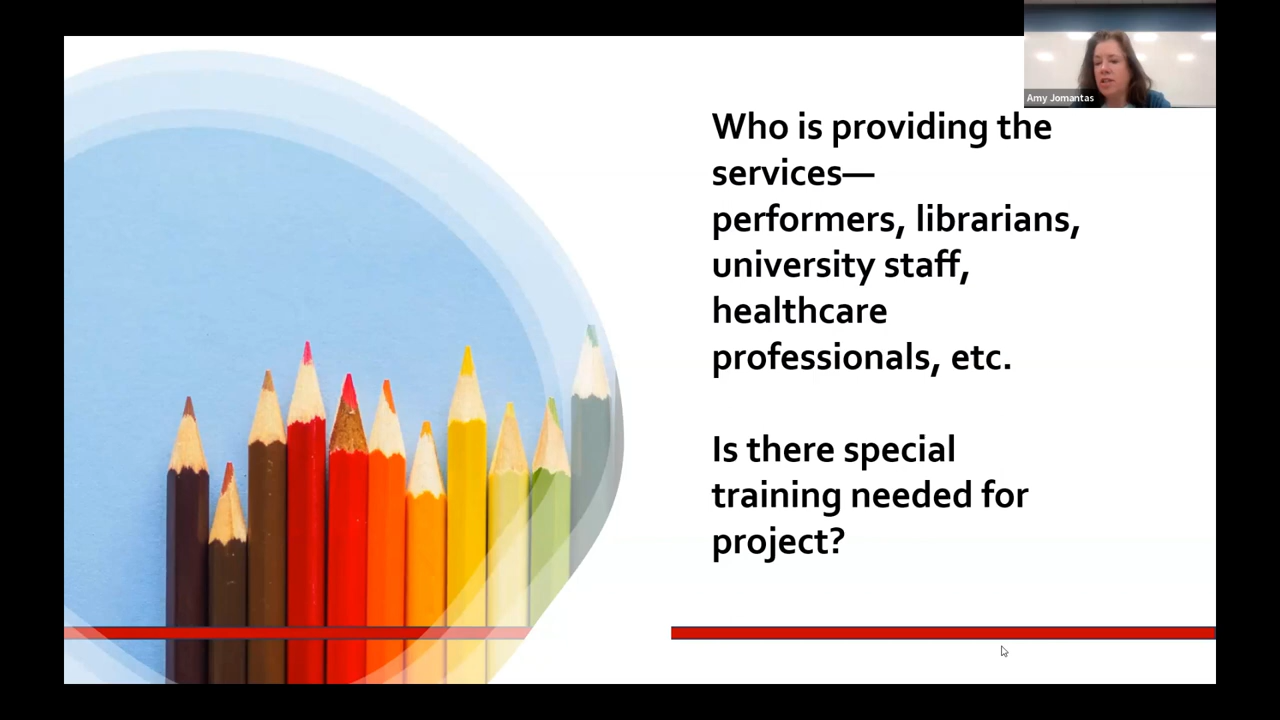 Amy Jomantas
Who is providing the
services—
performers, librarians,
university staff,
healthcare
professionals, etc.
Is there special
training needed for
project?